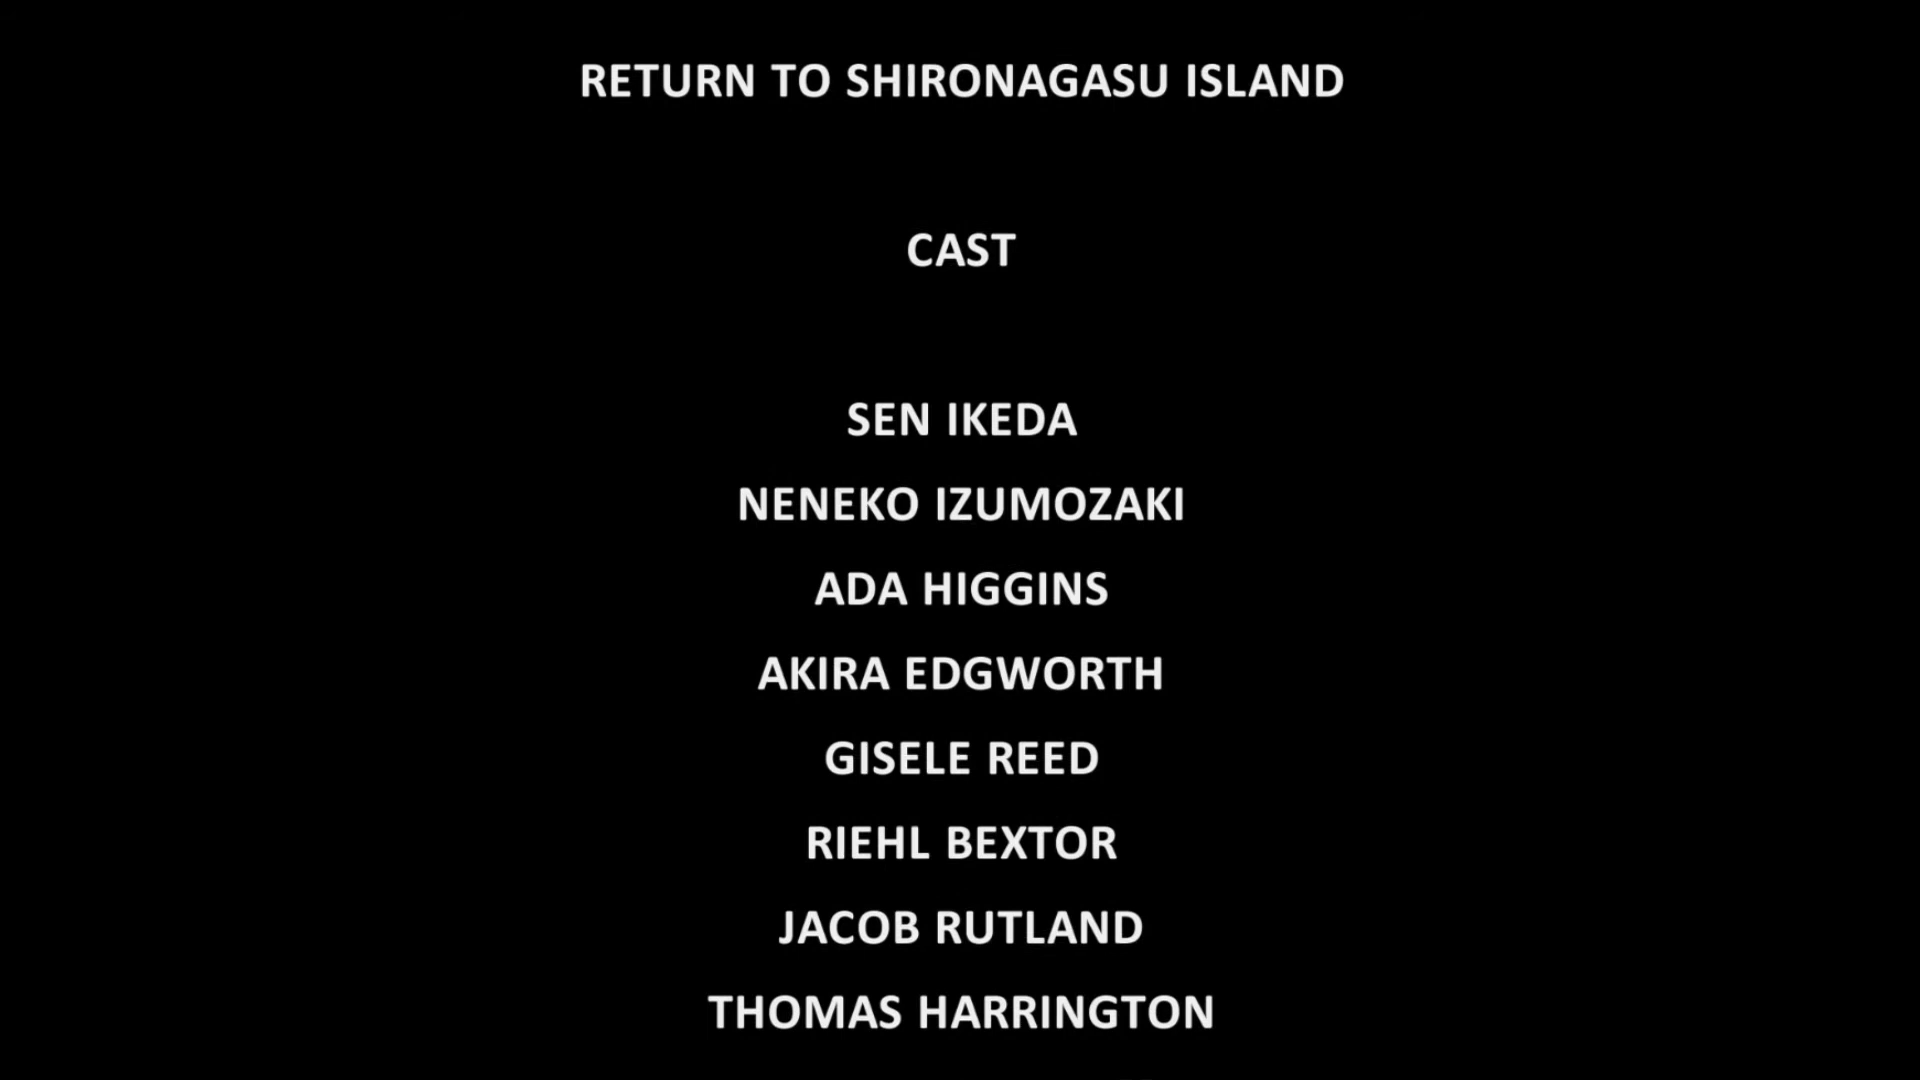 RETURN TO SHIRONAGASU ISLAND
CAST
SEN IKEDA
NENEKO IZUMOZAKI
ADA HIGGINS
AKIRA EDGWORTH
GISELE REED
RIEHL BEXTOR
JACOB RUTLAND
THOMAS HARRINGTON